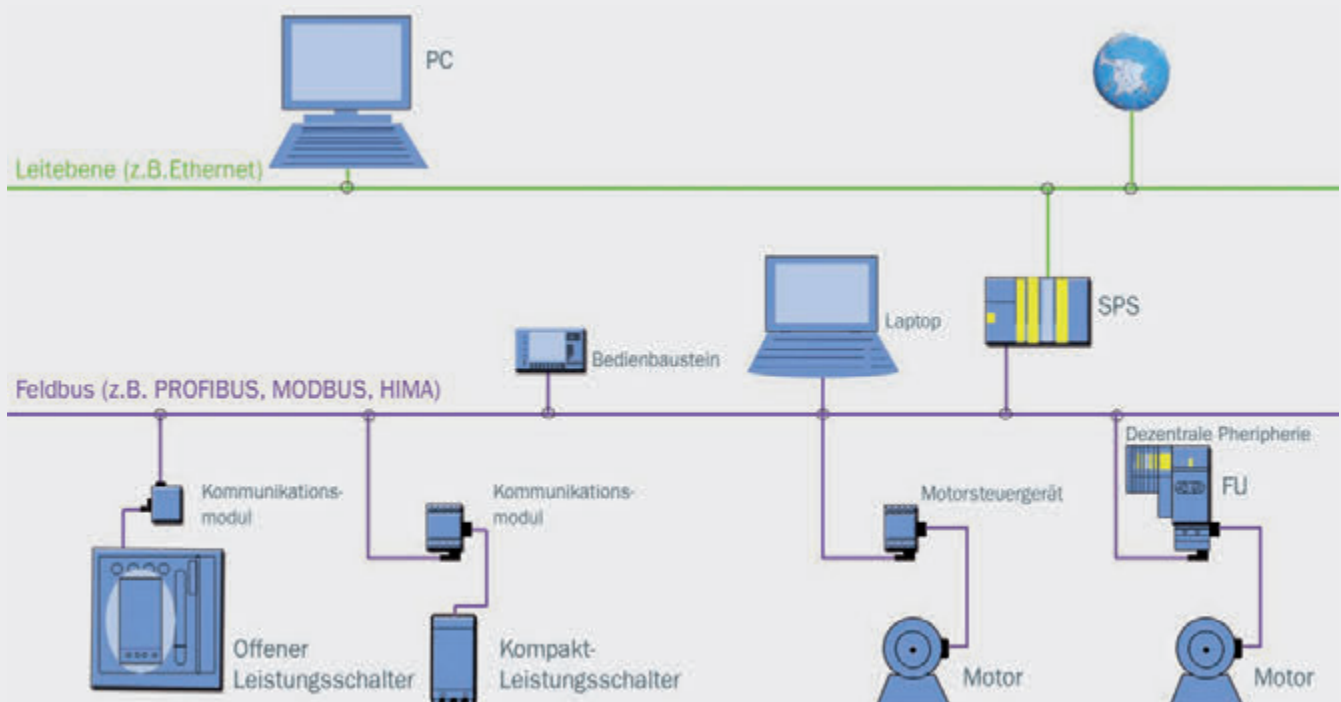 PC
Leitebene (z.B.Ethernet)
SPS
Laptop
Bedienbaustein
Feldbus (z.B. PROFIBUS, MODBUS, HIMA)
Dezentrale Pheripherie
FU
Kommunikations-
modul
Kommunikations-
modul
Motorsteuergerät
Offener
Leistungsschalter
Kompakt-
Leistungsschalter
Motor
Motor